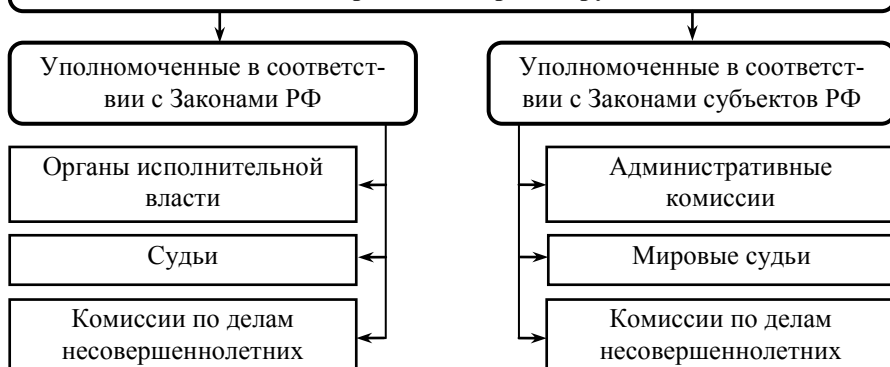 Уполномоченные в соответст-
вии с Законами РФ
Органы исполнительной
власти
Судьи
Комиссии по делам
несовершеннолетних
Уполномоченные в соответст-
вии с Законами субъектов РФ
Административные
комиссии
Мировые судьи
Комиссии по делам
несовершеннолетних